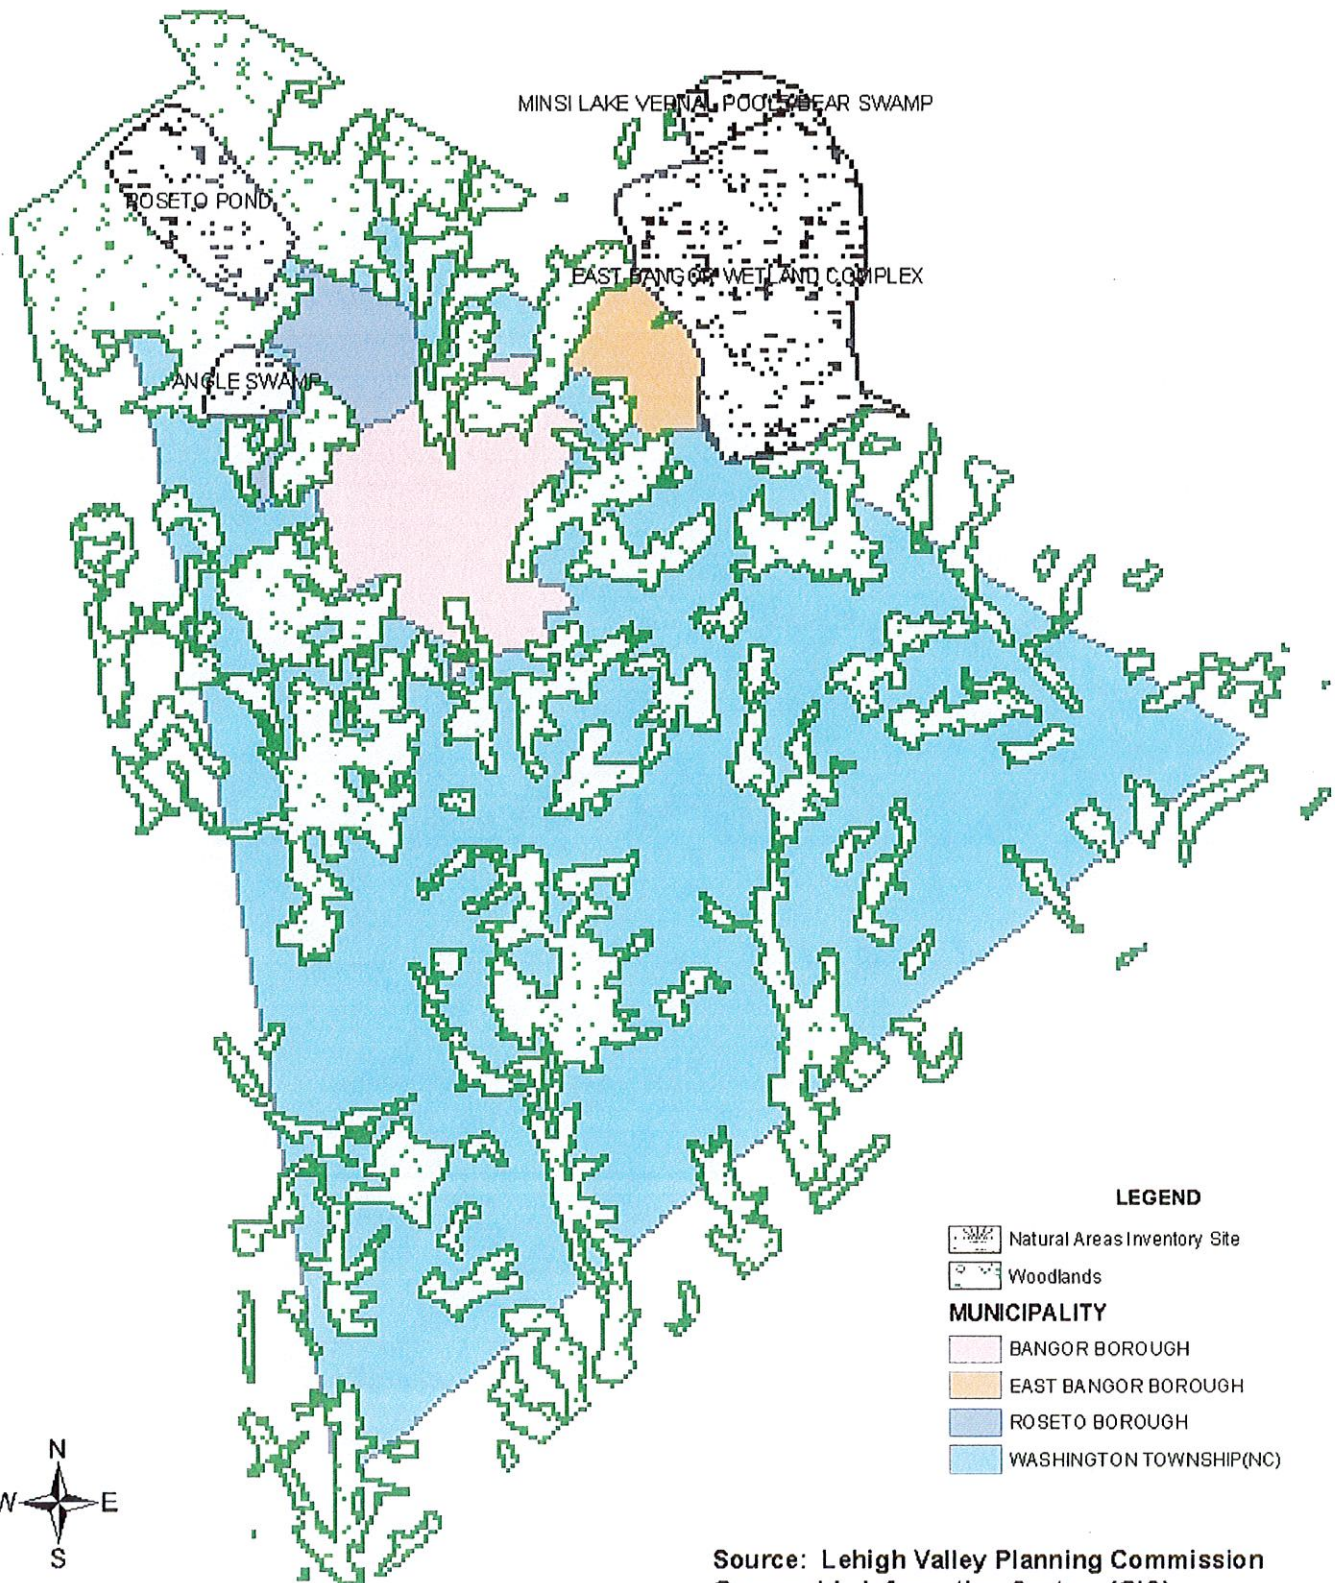 MINSI LAKE VERNAL POOLS/BEAR SWAMP
ROSETO POND
EAST BANGOR WETLAND COMPLEX
ANGLE SWAMP
LEGEND
Natural Areas Inventory Site
Woodlands
MUNICIPALITY
BANGOR BOROUGH
EAST BANGOR BOROUGH
ROSETO BOROUGH
WASHINGTON TOWNSHIP(NC)
N
W E
S
Source: Lehigh Valley Planning Commission